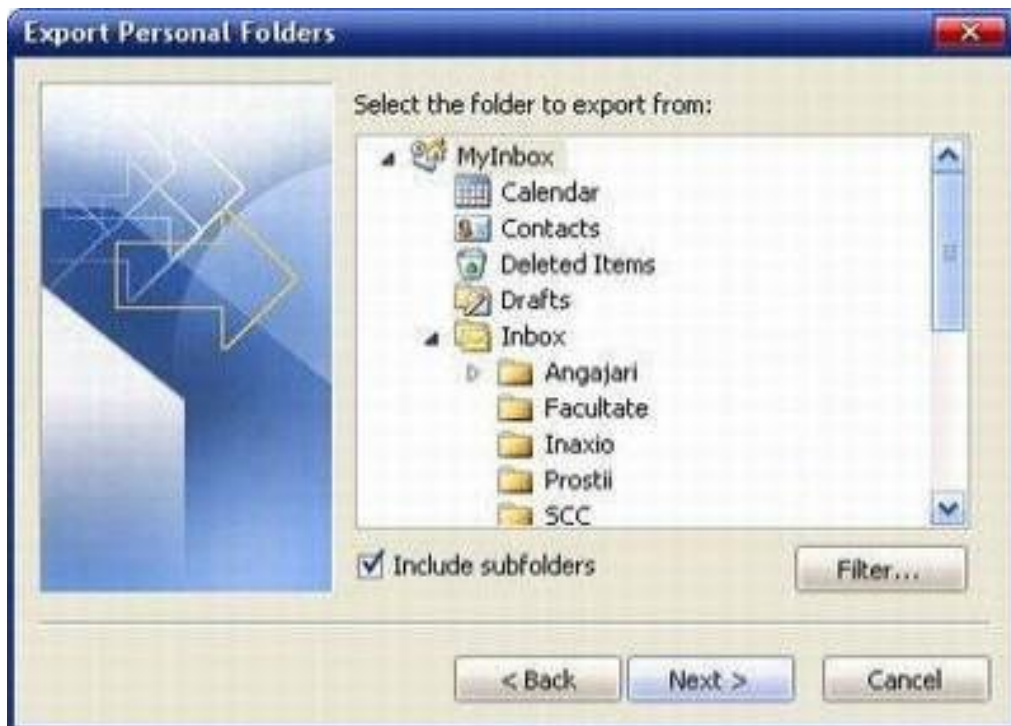 Export Personal Folders
Select the folder to export from:
MyInbox
Calendar
Contacts
Deleted Items
Drafts
Inbox
Angajari
Facultate
Inaxio
Prostii
SCC
Include subfolders
Filter...
< Back
Next >
Cancel